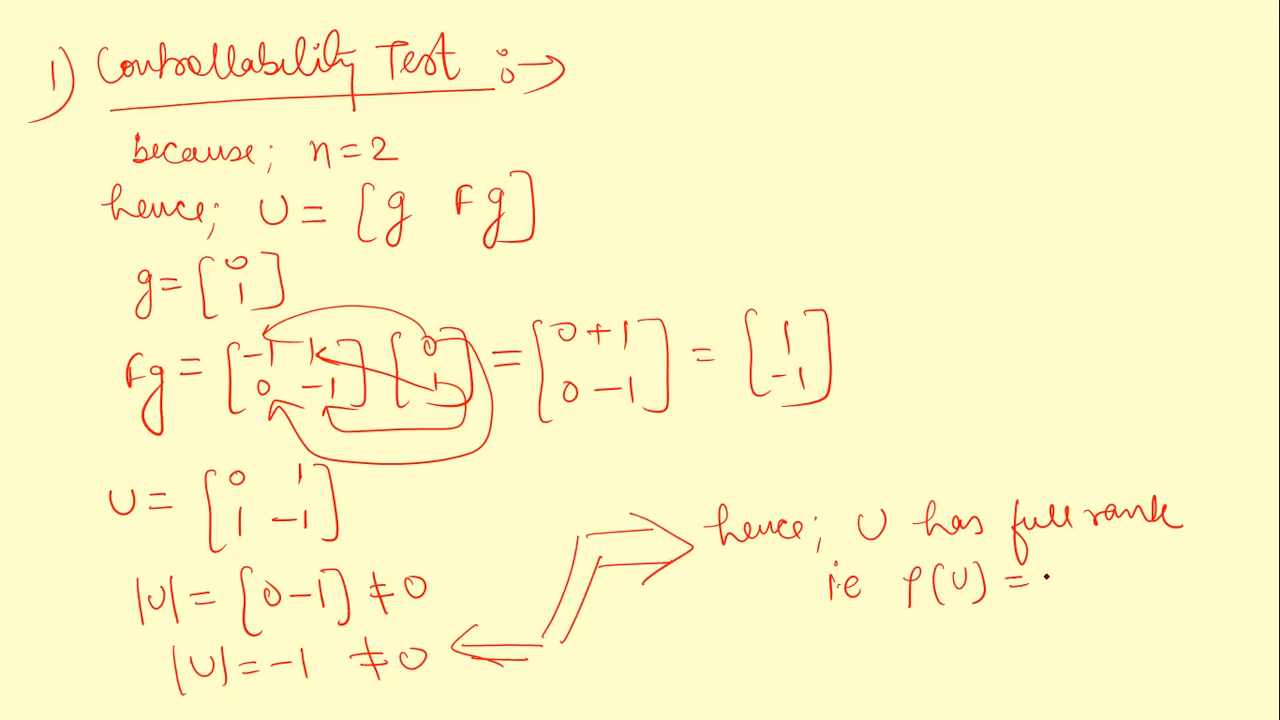 1) Controllability Test :→
because; n=2
hence; U = [g Fg]
g = [0; 1]
Fg = [-1 1; 0 -1] [0; 1] = [0+1; 0-1] = [1; -1]
U = [0 1; 1 -1]
|U| = [0-1] ≠ 0
|U| = -1 ≠ 0
hence; U has full rank
i.e ρ(U) =